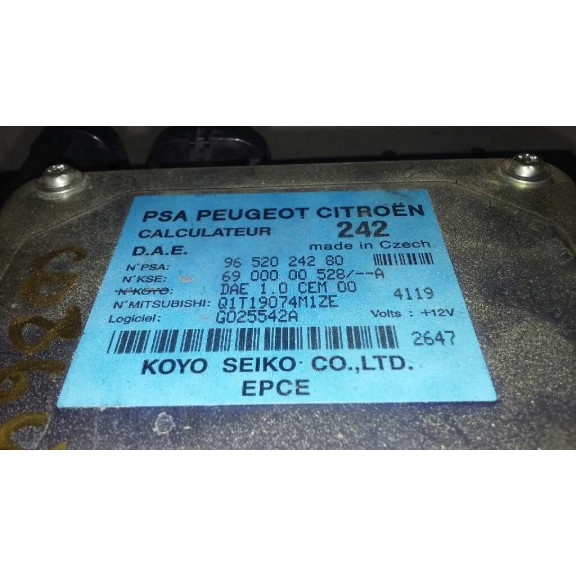 PSA PEUGEOT CITROËN
CALCULATEUR 242
D.A.E. made in Czech
N°PSA: 96 520 242 80
N°KSE: 69 000 00 528/--A
N°KOYO: DAE 1.0 CEM 00 4119
N°MITSUBISHI: Q1T19074M1ZE
Logiciel: G025542A Volts : +12V
2647
KOYO SEIKO CO.,LTD.
EPCE